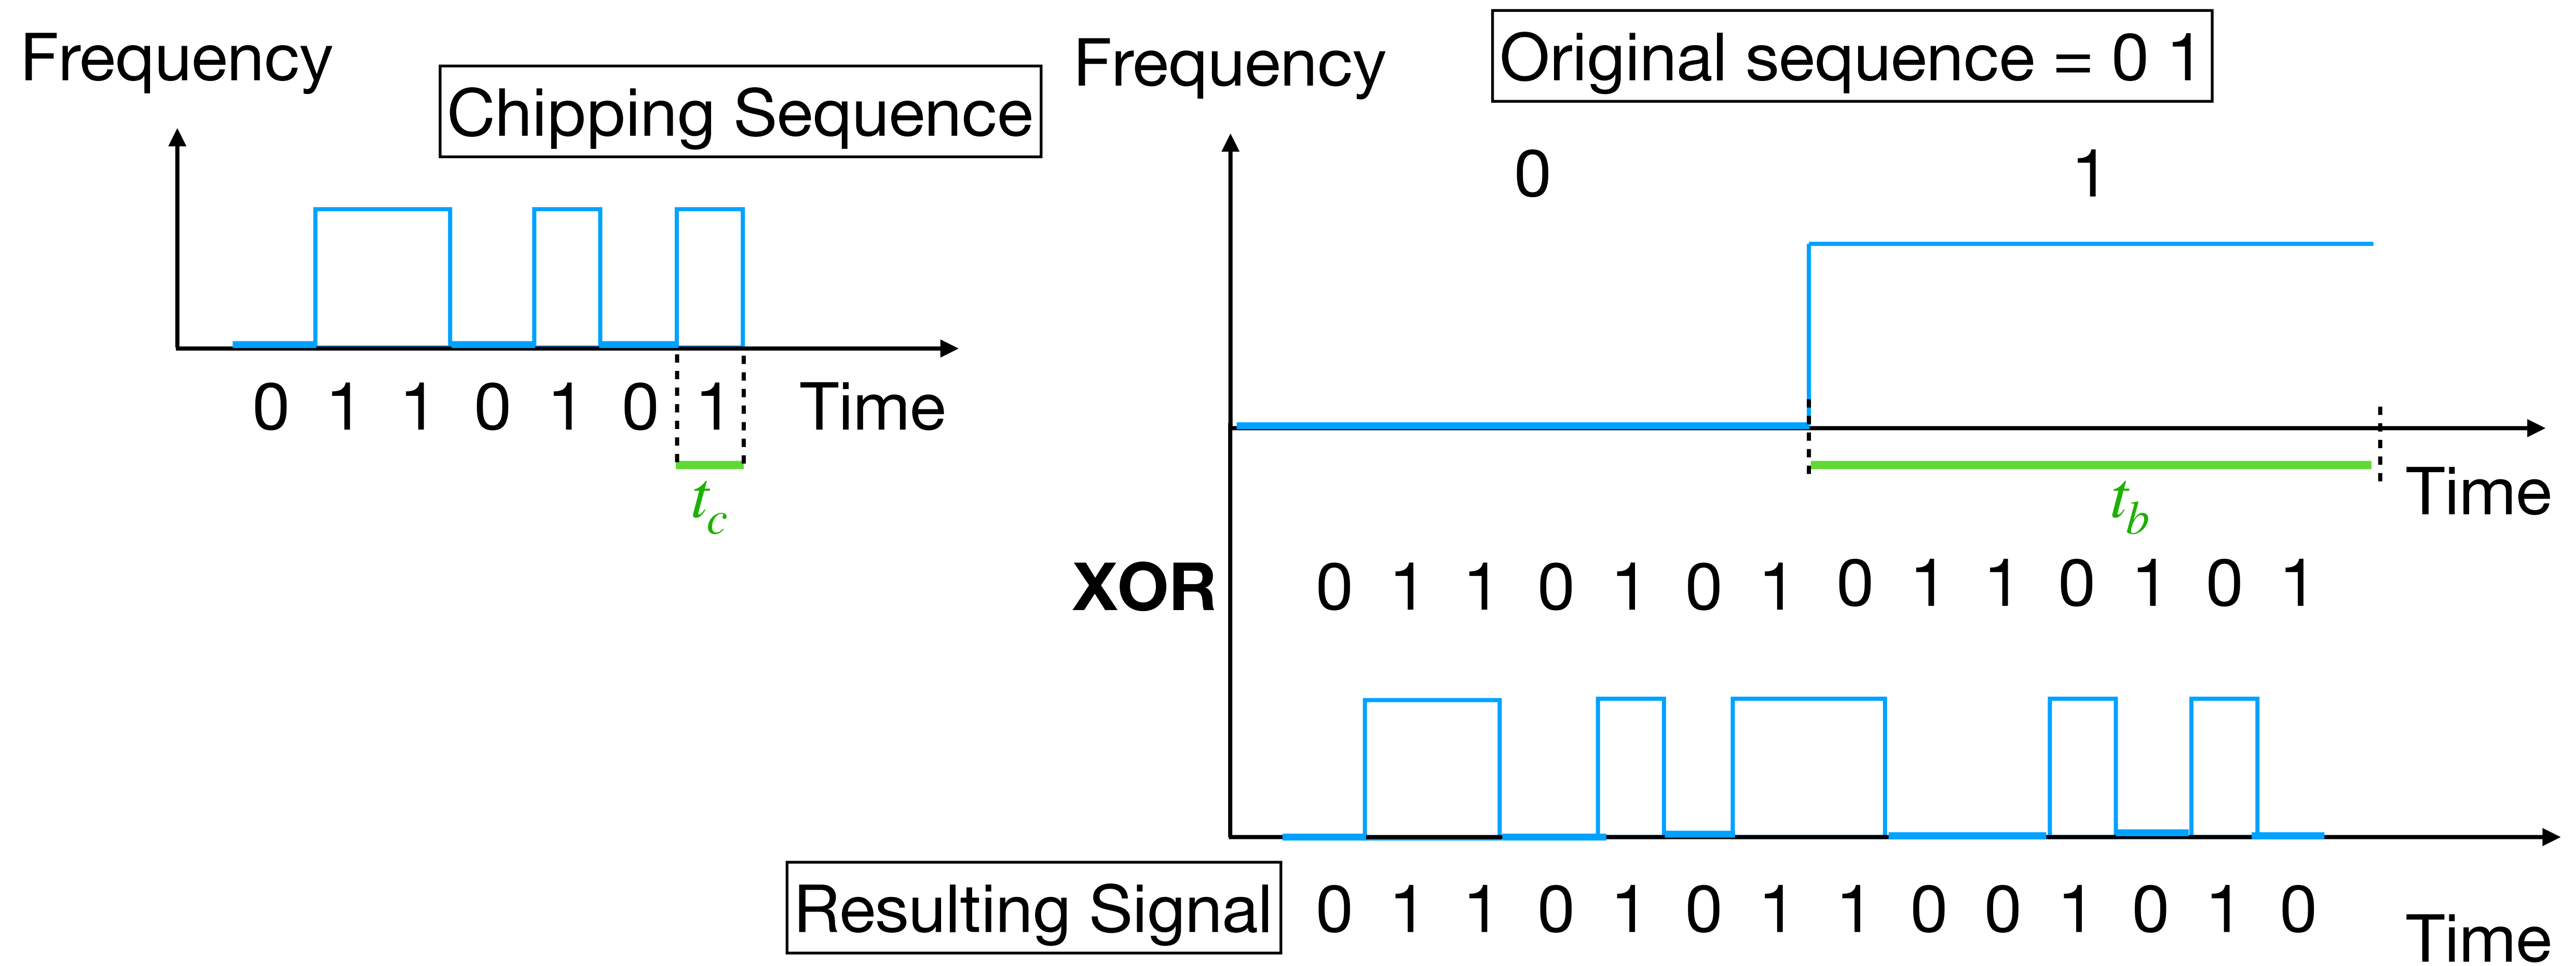 Frequency
Chipping Sequence
0 1 1 0 1 0 1
Time
t_c
Frequency
Original sequence = 0 1
0 1
t_b
Time
XOR 0 1 1 0 1 0 1 0 1 1 0 1 0 1
Resulting Signal 0 1 1 0 1 0 1 1 0 0 1 0 1 0
Time